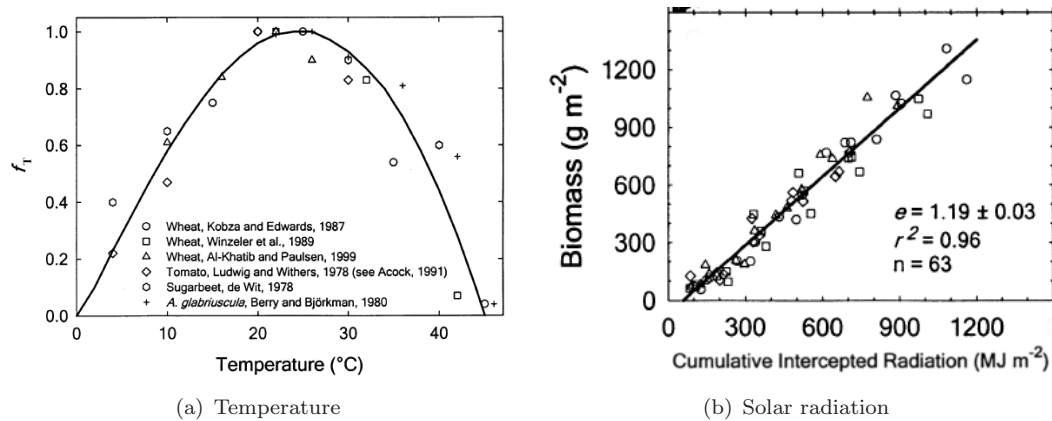 1.0
0.8
0.6
0.4
0.2
0.0
f_T
Wheat, Kobza and Edwards, 1987
Wheat, Winzeler et al., 1989
Wheat, Al-Khatib and Paulsen, 1999
Tomato, Ludwig and Withers, 1978 (see Acock, 1991)
Sugarbeet, de Wit, 1978
A. glabriuscula, Berry and Björkman, 1980
0 10 20 30 40
Temperature (°C)
(a) Temperature
1200
900
600
300
0
Biomass (g m⁻²)
e = 1.19 ± 0.03
r² = 0.96
n = 63
0 300 600 900 1200
Cumulative Intercepted Radiation (MJ m⁻²)
(b) Solar radiation